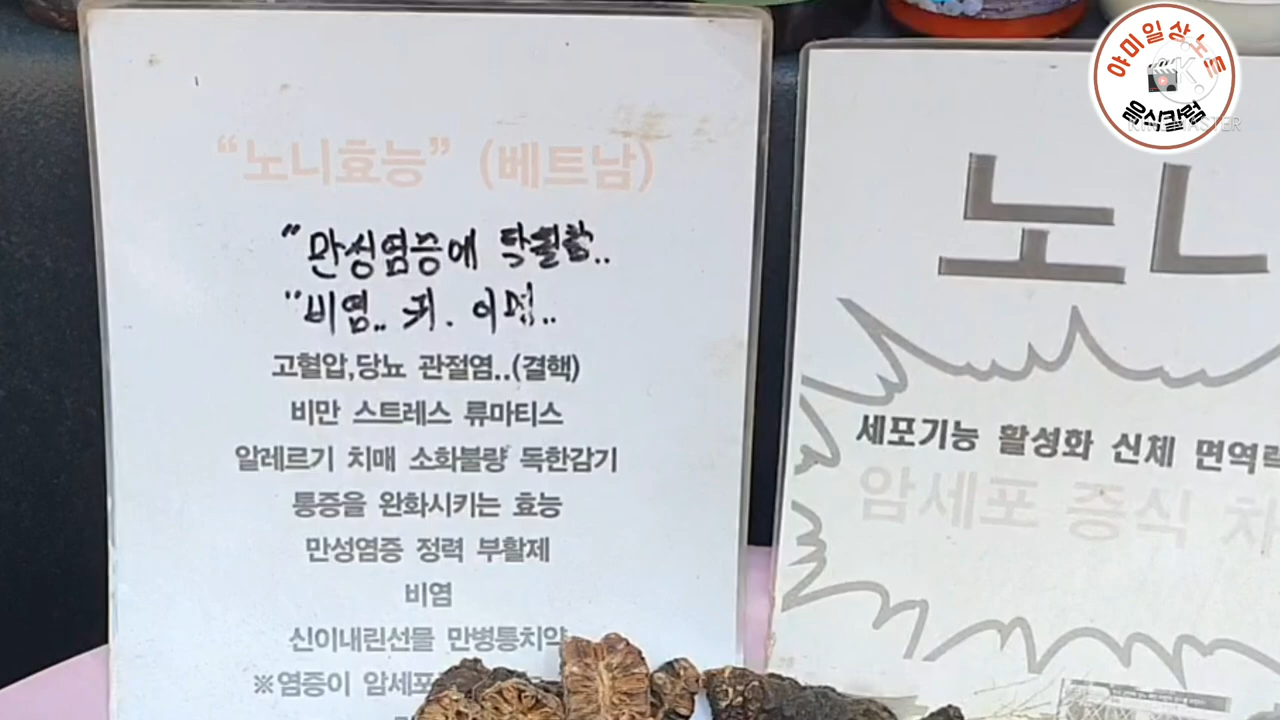 "노니효능" (베트남)
"만성염증에 탁월함..
"비염.. 귀. 이명..
고혈압,당뇨 관절염..(결핵)
비만 스트레스 류마티스
알레르기 치매 소화불량 독한감기
통증을 완화시키는 효능
만성염증 정력 부활제
비염
신이내린선물 만병통치약
※염증이 암세포
노니
세포기능 활성화 신체 면역력
암세포 증식 차
야미일상노트
음식칼럼
KINEMASTER